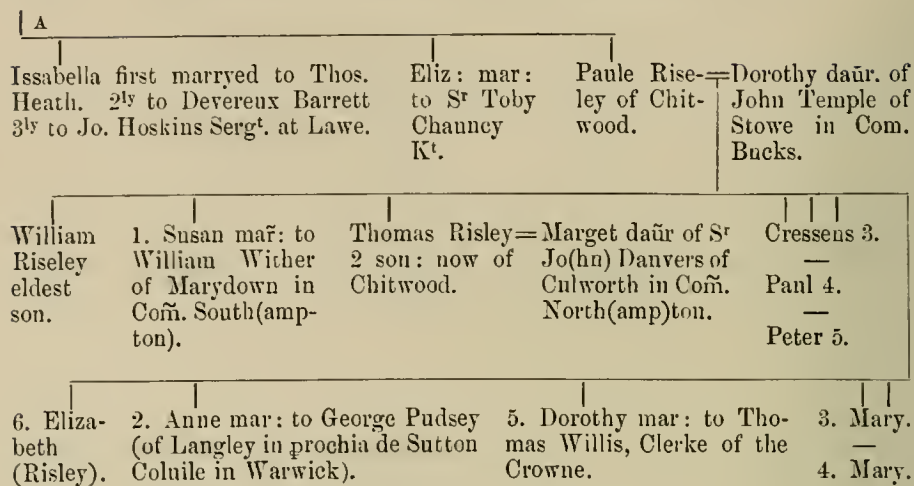 A
Issabella first marryed to Thos.
Heath. 2ly to Devereux Barrett
3ly to Jo. Hoskins Sergt. at Lawe.
Eliz: mar:
to Sr Toby
Chauncy
Kt.
Paule Rise-
ley of Chit-
wood.
=Dorothy daũr. of
John Temple of
Stowe in Com.
Bucks.
William
Riseley
eldest
son.
1. Susan mar̃: to
William Wither
of Marydown in
Com̃. South(amp-
ton).
Thomas Risley=
2 son: now of
Chitwood.
Marget daũr of Sr
Jo(hn) Danvers of
Culworth in Com̃.
North(amp)ton.
Cressens 3.
—
Paul 4.
—
Peter 5.
6. Eliza-
beth
(Risley).
2. Anne mar: to George Pudsey
(of Langley in prochia de Sutton
Coluile in Warwick).
5. Dorothy mar: to Tho-
mas Willis, Clerke of the
Crowne.
3. Mary.
—
4. Mary.